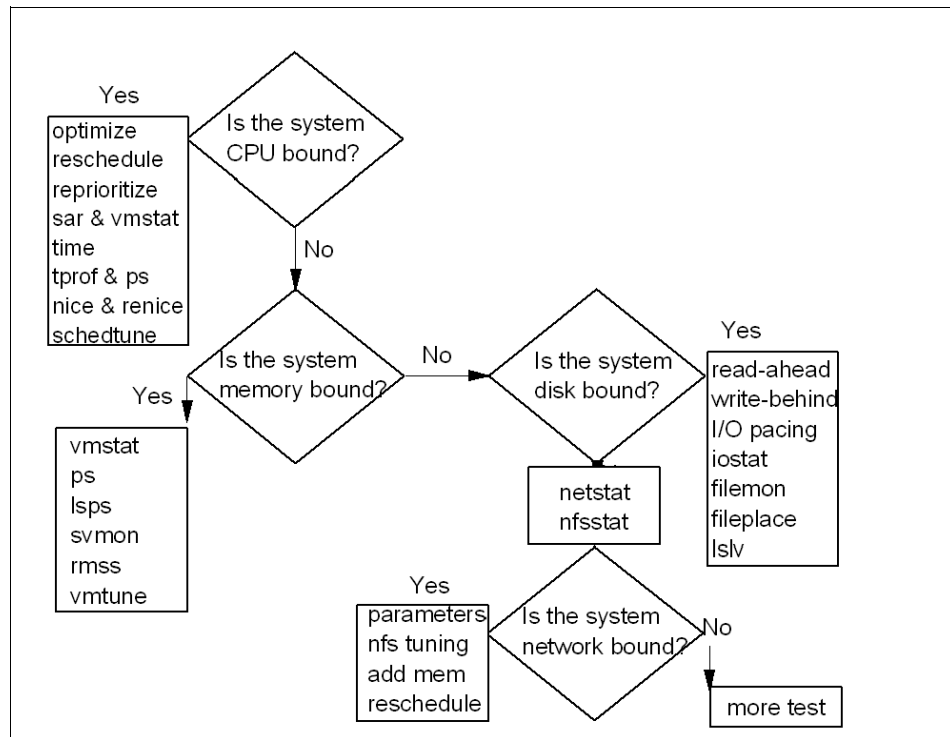 Yes
Is the system
CPU bound?
optimize
reschedule
reprioritize
sar & vmstat
time
tprof & ps
nice & renice
schedtune
No
Is the system
memory bound?
No
Yes
vmstat
ps
lsps
svmon
rmss
vmtune
Is the system
disk bound?
Yes
read-ahead
write-behind
I/O pacing
iostat
filemon
fileplace
lslv
netstat
nfsstat
Is the system
network bound?
Yes
parameters
nfs tuning
add mem
reschedule
No
more test